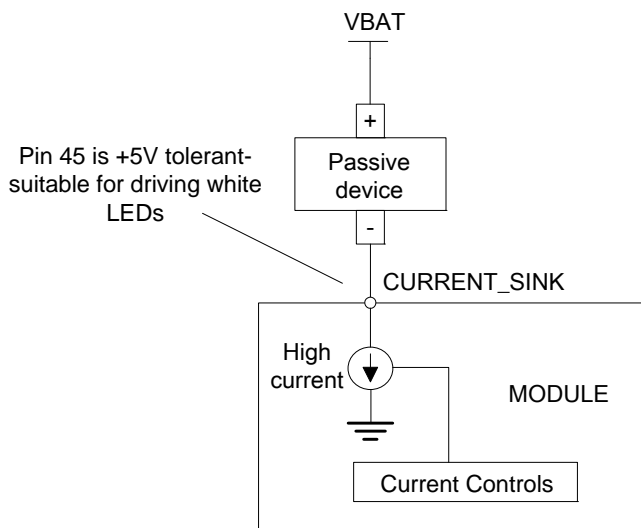 VBAT
+
Passive
device
-
Pin 45 is +5V tolerant-
suitable for driving white
LEDs
CURRENT_SINK
High
current
MODULE
Current Controls